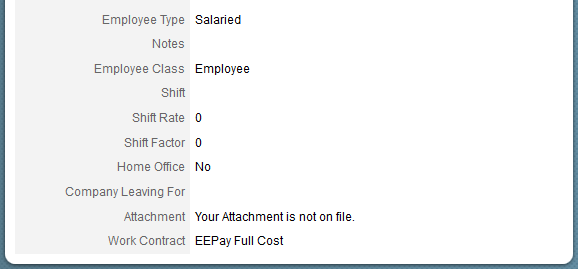 Employee Type Salaried
Notes
Employee Class Employee
Shift
Shift Rate 0
Shift Factor 0
Home Office No
Company Leaving For
Attachment Your Attachment is not on file.
Work Contract EEPay Full Cost